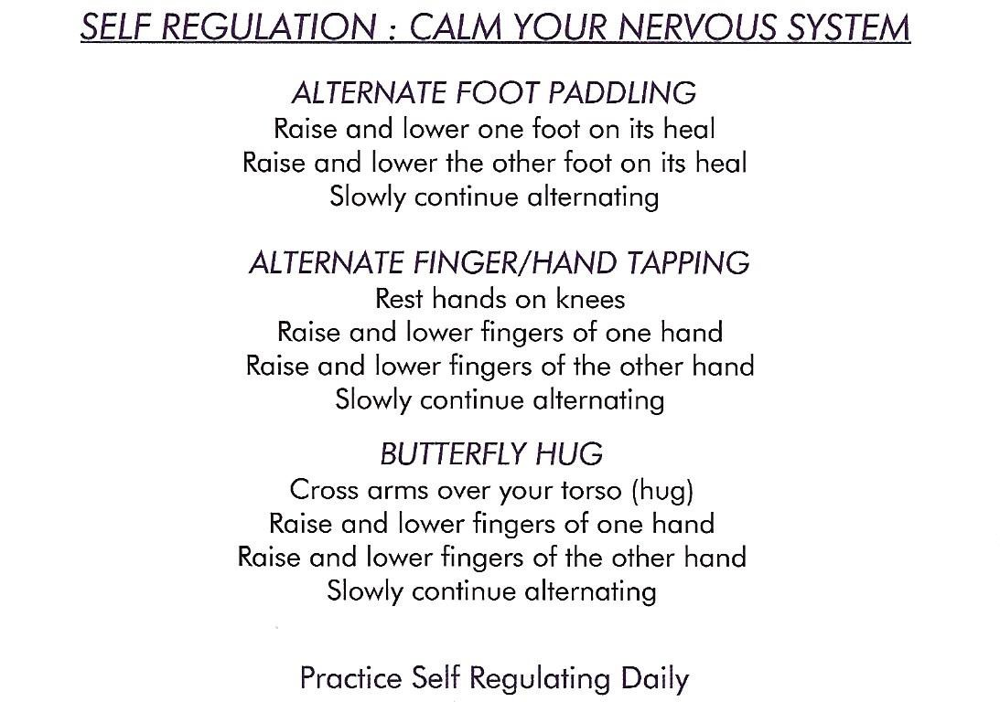 SELF REGULATION : CALM YOUR NERVOUS SYSTEM
ALTERNATE FOOT PADDLING
Raise and lower one foot on its heal
Raise and lower the other foot on its heal
Slowly continue alternating
ALTERNATE FINGER/HAND TAPPING
Rest hands on knees
Raise and lower fingers of one hand
Raise and lower fingers of the other hand
Slowly continue alternating
BUTTERFLY HUG
Cross arms over your torso (hug)
Raise and lower fingers of one hand
Raise and lower fingers of the other hand
Slowly continue alternating
Practice Self Regulating Daily